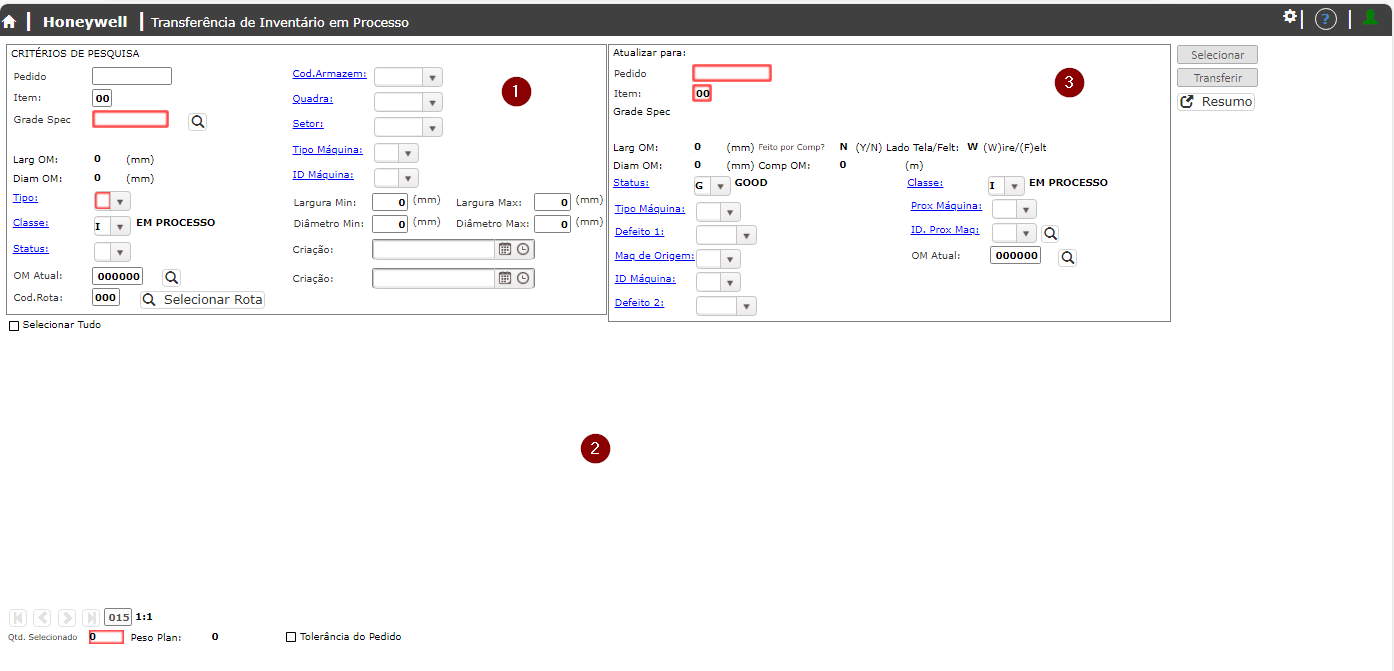 Honeywell Transferência de Inventário em Processo ?
CRITÉRIOS DE PESQUISA
Pedido
Item: 00
Grade Spec
Larg OM: 0 (mm)
Diam OM: 0 (mm)
Tipo:
Classe: I EM PROCESSO
Status:
OM Atual: 000000
Cod.Rota: 000 Selecionar Rota
Cod.Armazem:
Quadra:
Setor:
Tipo Máquina:
ID Máquina:
Largura Min: 0 (mm) Largura Max: 0 (mm)
Diâmetro Min: 0 (mm) Diâmetro Max: 0 (mm)
Criação:
Criação:
1
Atualizar para:
Pedido
Item: 00
Grade Spec
3
Larg OM: 0 (mm) Feito por Comp? N (Y/N) Lado Tela/Felt: W (W)ire/(F)elt
Diam OM: 0 (mm) Comp OM: 0 (m)
Status: G GOOD Classe: I EM PROCESSO
Tipo Máquina: Prox Máquina:
Defeito 1: ID. Prox Maq:
Maq de Origem: OM Atual: 000000
ID Máquina:
Defeito 2:
Selecionar
Transferir
Resumo
Selecionar Tudo
2
015 1:1
Qtd. Selecionado 0 Peso Plan: 0 Tolerância do Pedido